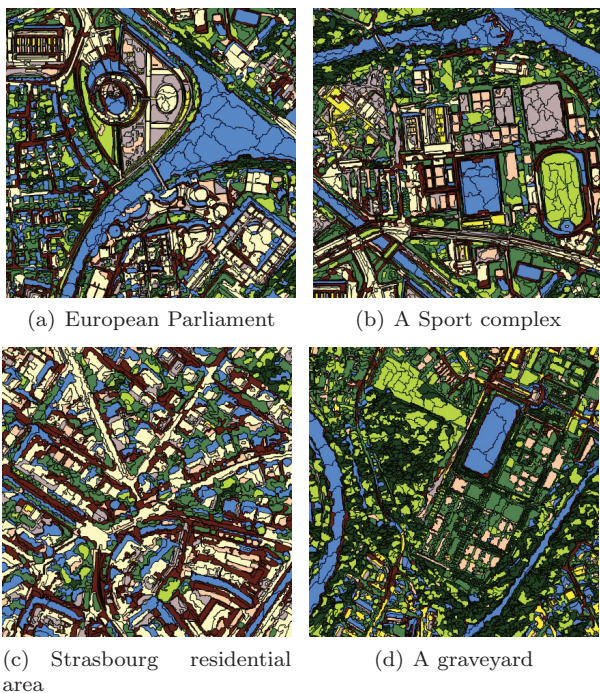 (a) European Parliament
(b) A Sport complex
(c) Strasbourg residential
area
(d) A graveyard